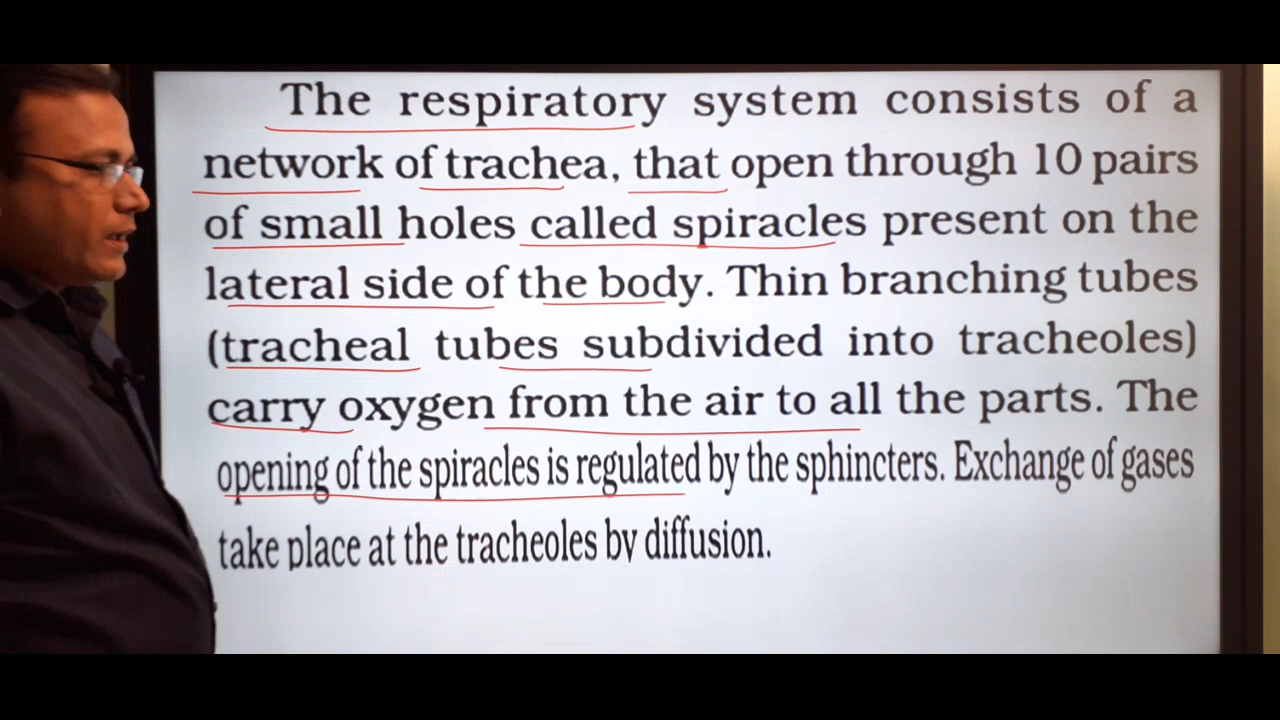 The respiratory system consists of a
network of trachea, that open through 10 pairs
of small holes called spiracles present on the
lateral side of the body. Thin branching tubes
(tracheal tubes subdivided into tracheoles)
carry oxygen from the air to all the parts. The
opening of the spiracles is regulated by the sphincters. Exchange of gases
take place at the tracheoles by diffusion.